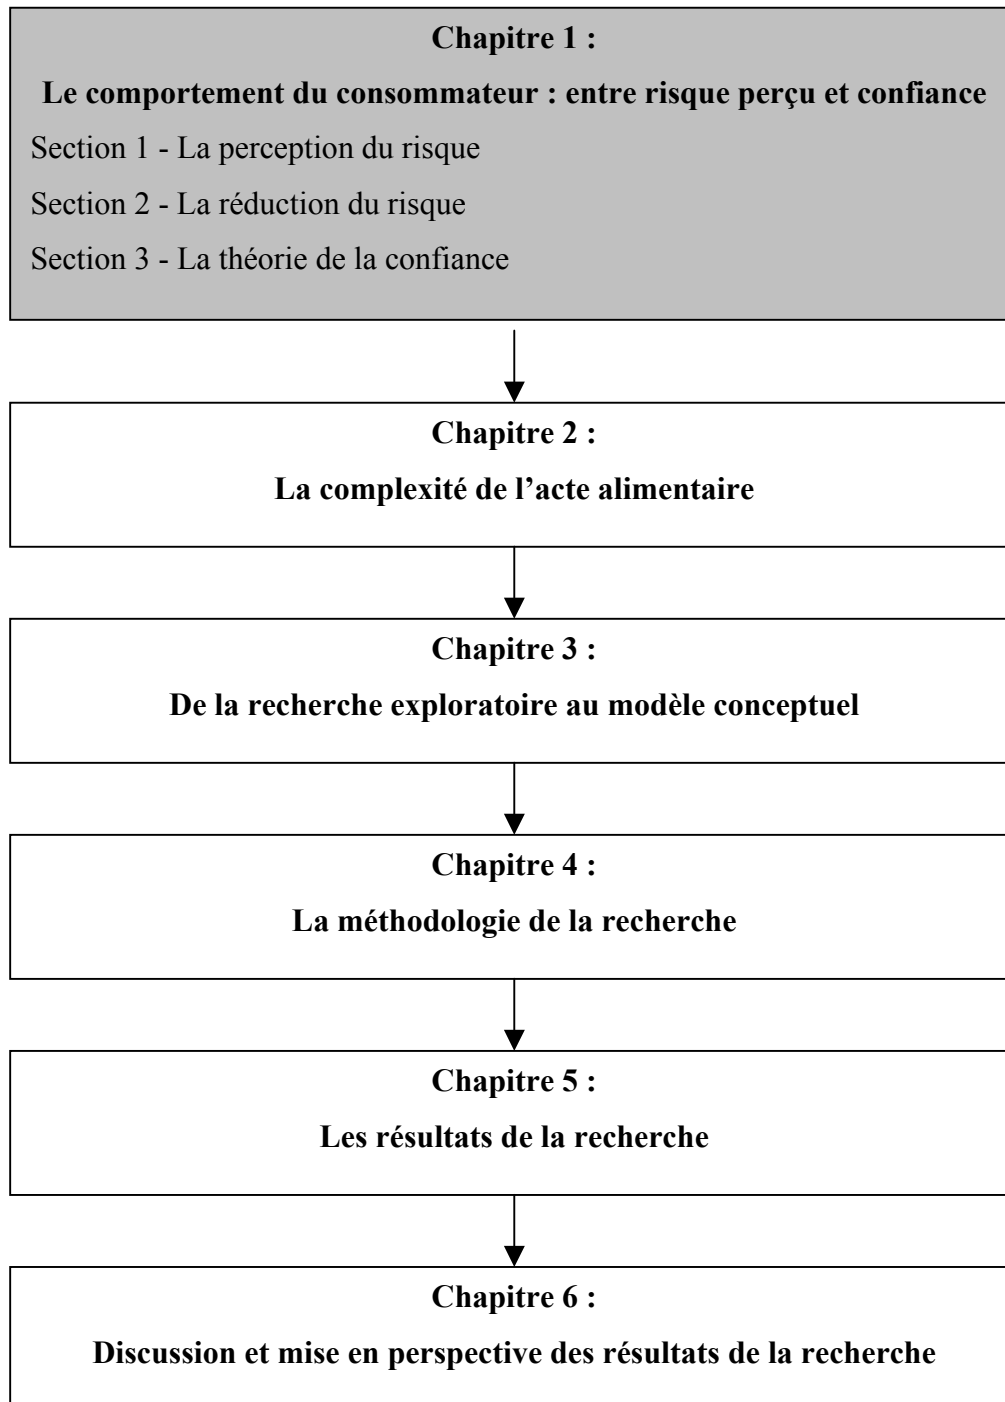 Chapitre 1 :
Le comportement du consommateur : entre risque perçu et confiance
Section 1 - La perception du risque
Section 2 - La réduction du risque
Section 3 - La théorie de la confiance
Chapitre 2 :
La complexité de l’acte alimentaire
Chapitre 3 :
De la recherche exploratoire au modèle conceptuel
Chapitre 4 :
La méthodologie de la recherche
Chapitre 5 :
Les résultats de la recherche
Chapitre 6 :
Discussion et mise en perspective des résultats de la recherche